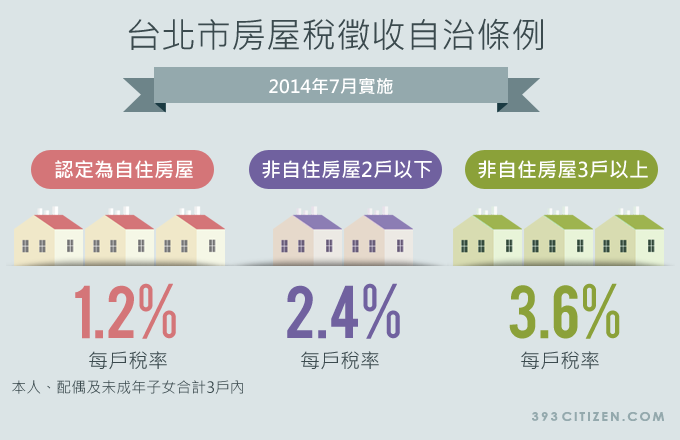 台北市房屋稅徵收自治條例
2014年7月實施
認定為自住房屋
非自住房屋2戶以下
非自住房屋3戶以上
1.2%
2.4%
3.6%
每戶稅率
每戶稅率
每戶稅率
本人、配偶及未成年子女合計3戶內
393CITIZEN.COM